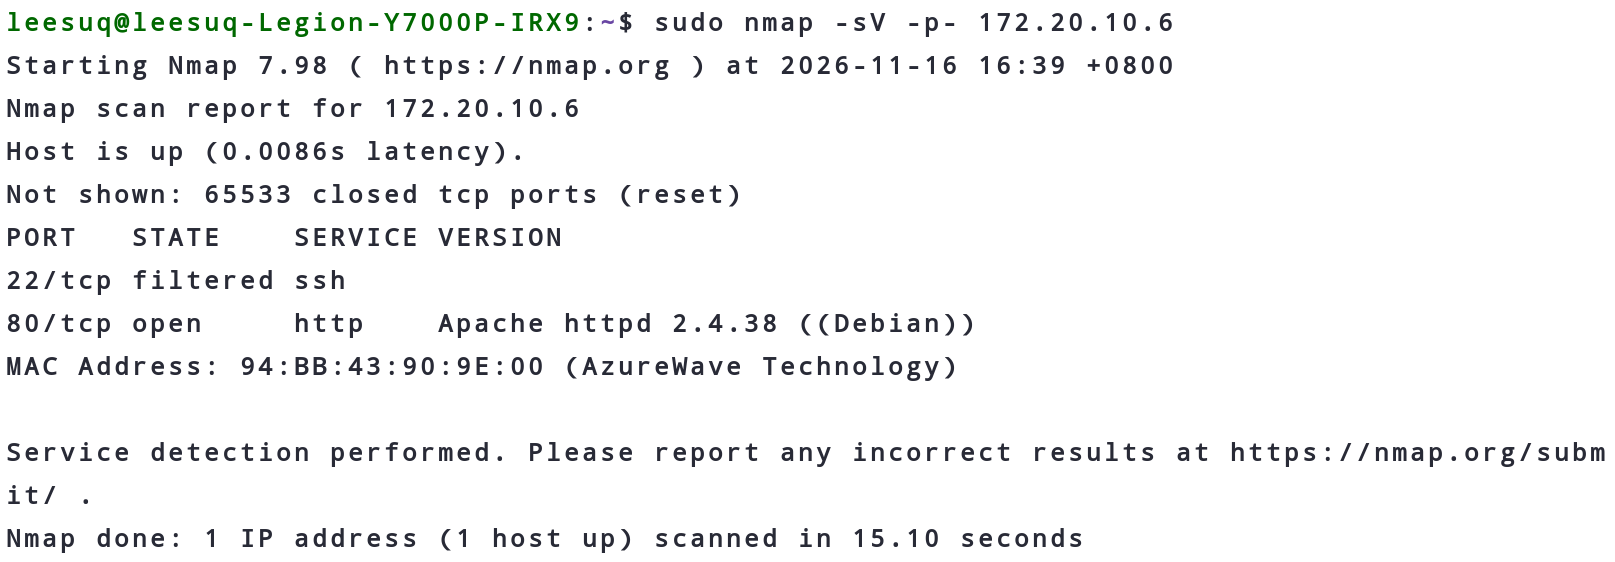 leesuq@leesuq-Legion-Y7000P-IRX9:~$ sudo nmap -sV -p- 172.20.10.6
Starting Nmap 7.98 ( https://nmap.org ) at 2026-11-16 16:39 +0800
Nmap scan report for 172.20.10.6
Host is up (0.0086s latency).
Not shown: 65533 closed tcp ports (reset)
PORT   STATE    SERVICE VERSION
22/tcp filtered ssh
80/tcp open     http    Apache httpd 2.4.38 ((Debian))
MAC Address: 94:BB:43:90:9E:00 (AzureWave Technology)

Service detection performed. Please report any incorrect results at https://nmap.org/subm
it/ .
Nmap done: 1 IP address (1 host up) scanned in 15.10 seconds